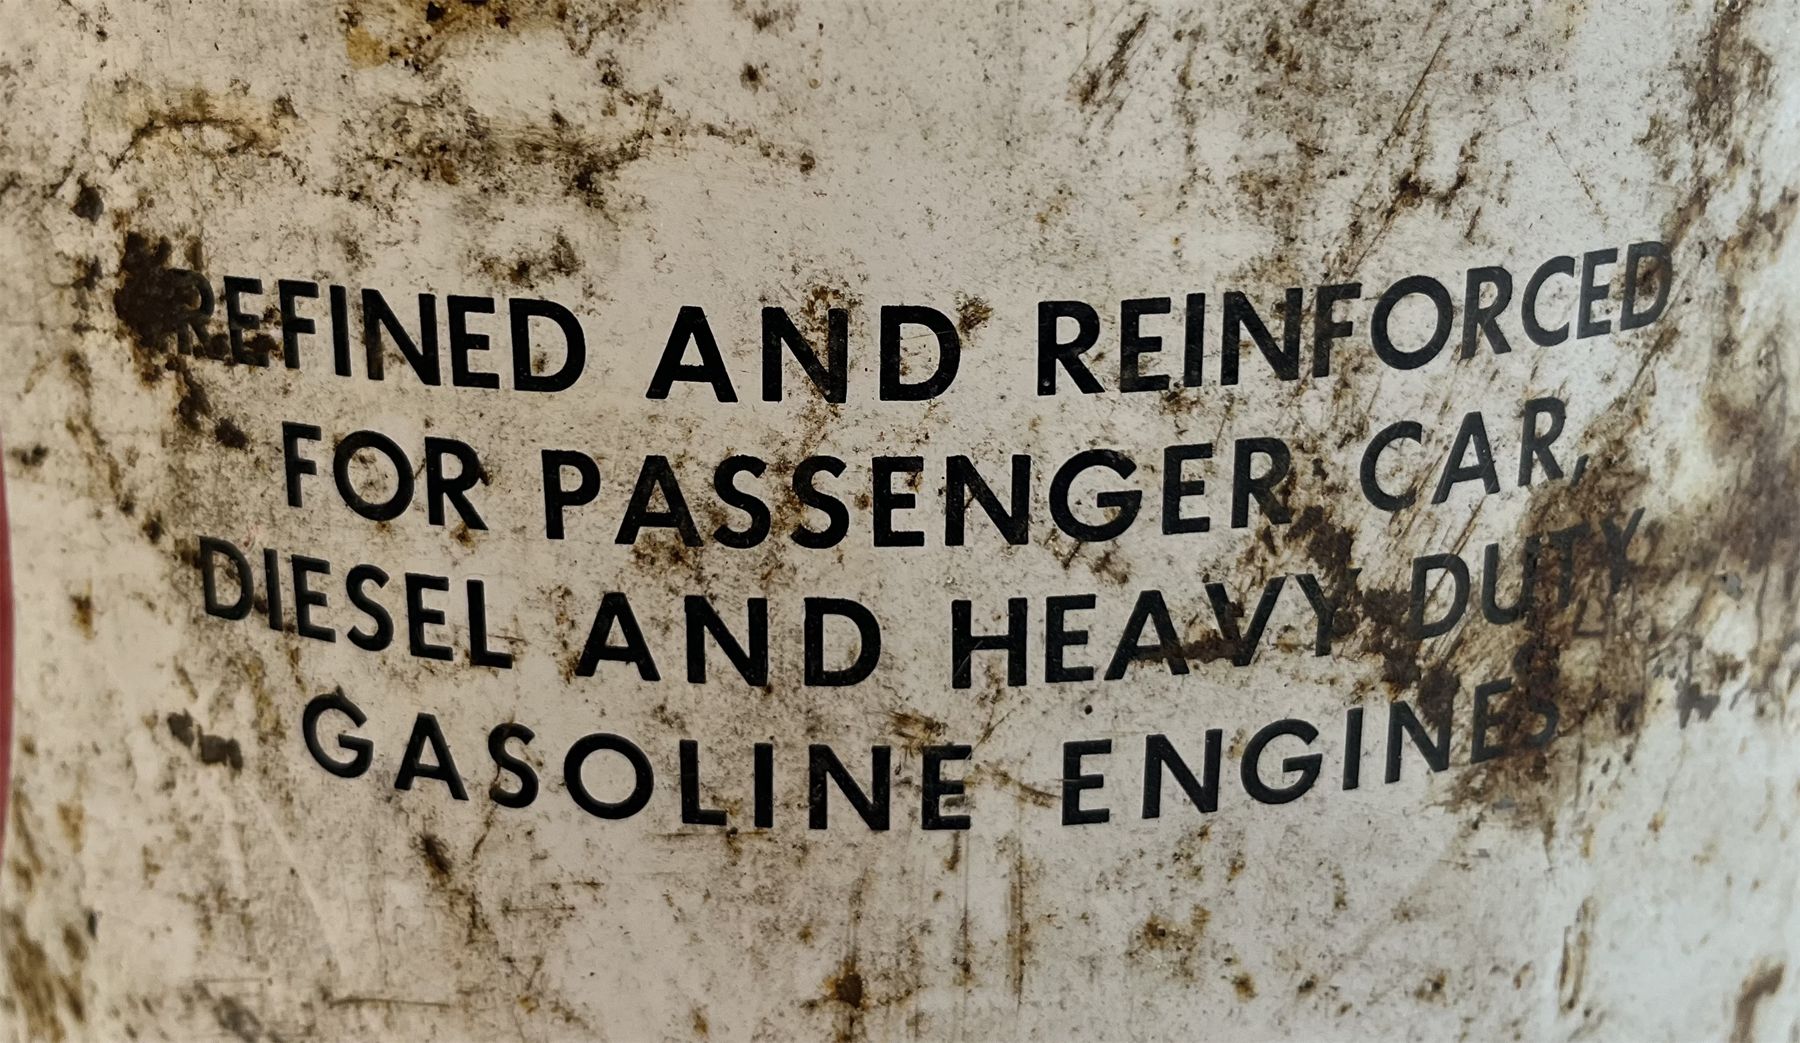 REFINED AND REINFORCED
FOR PASSENGER CAR,
DIESEL AND HEAVY DUTY
GASOLINE ENGINES